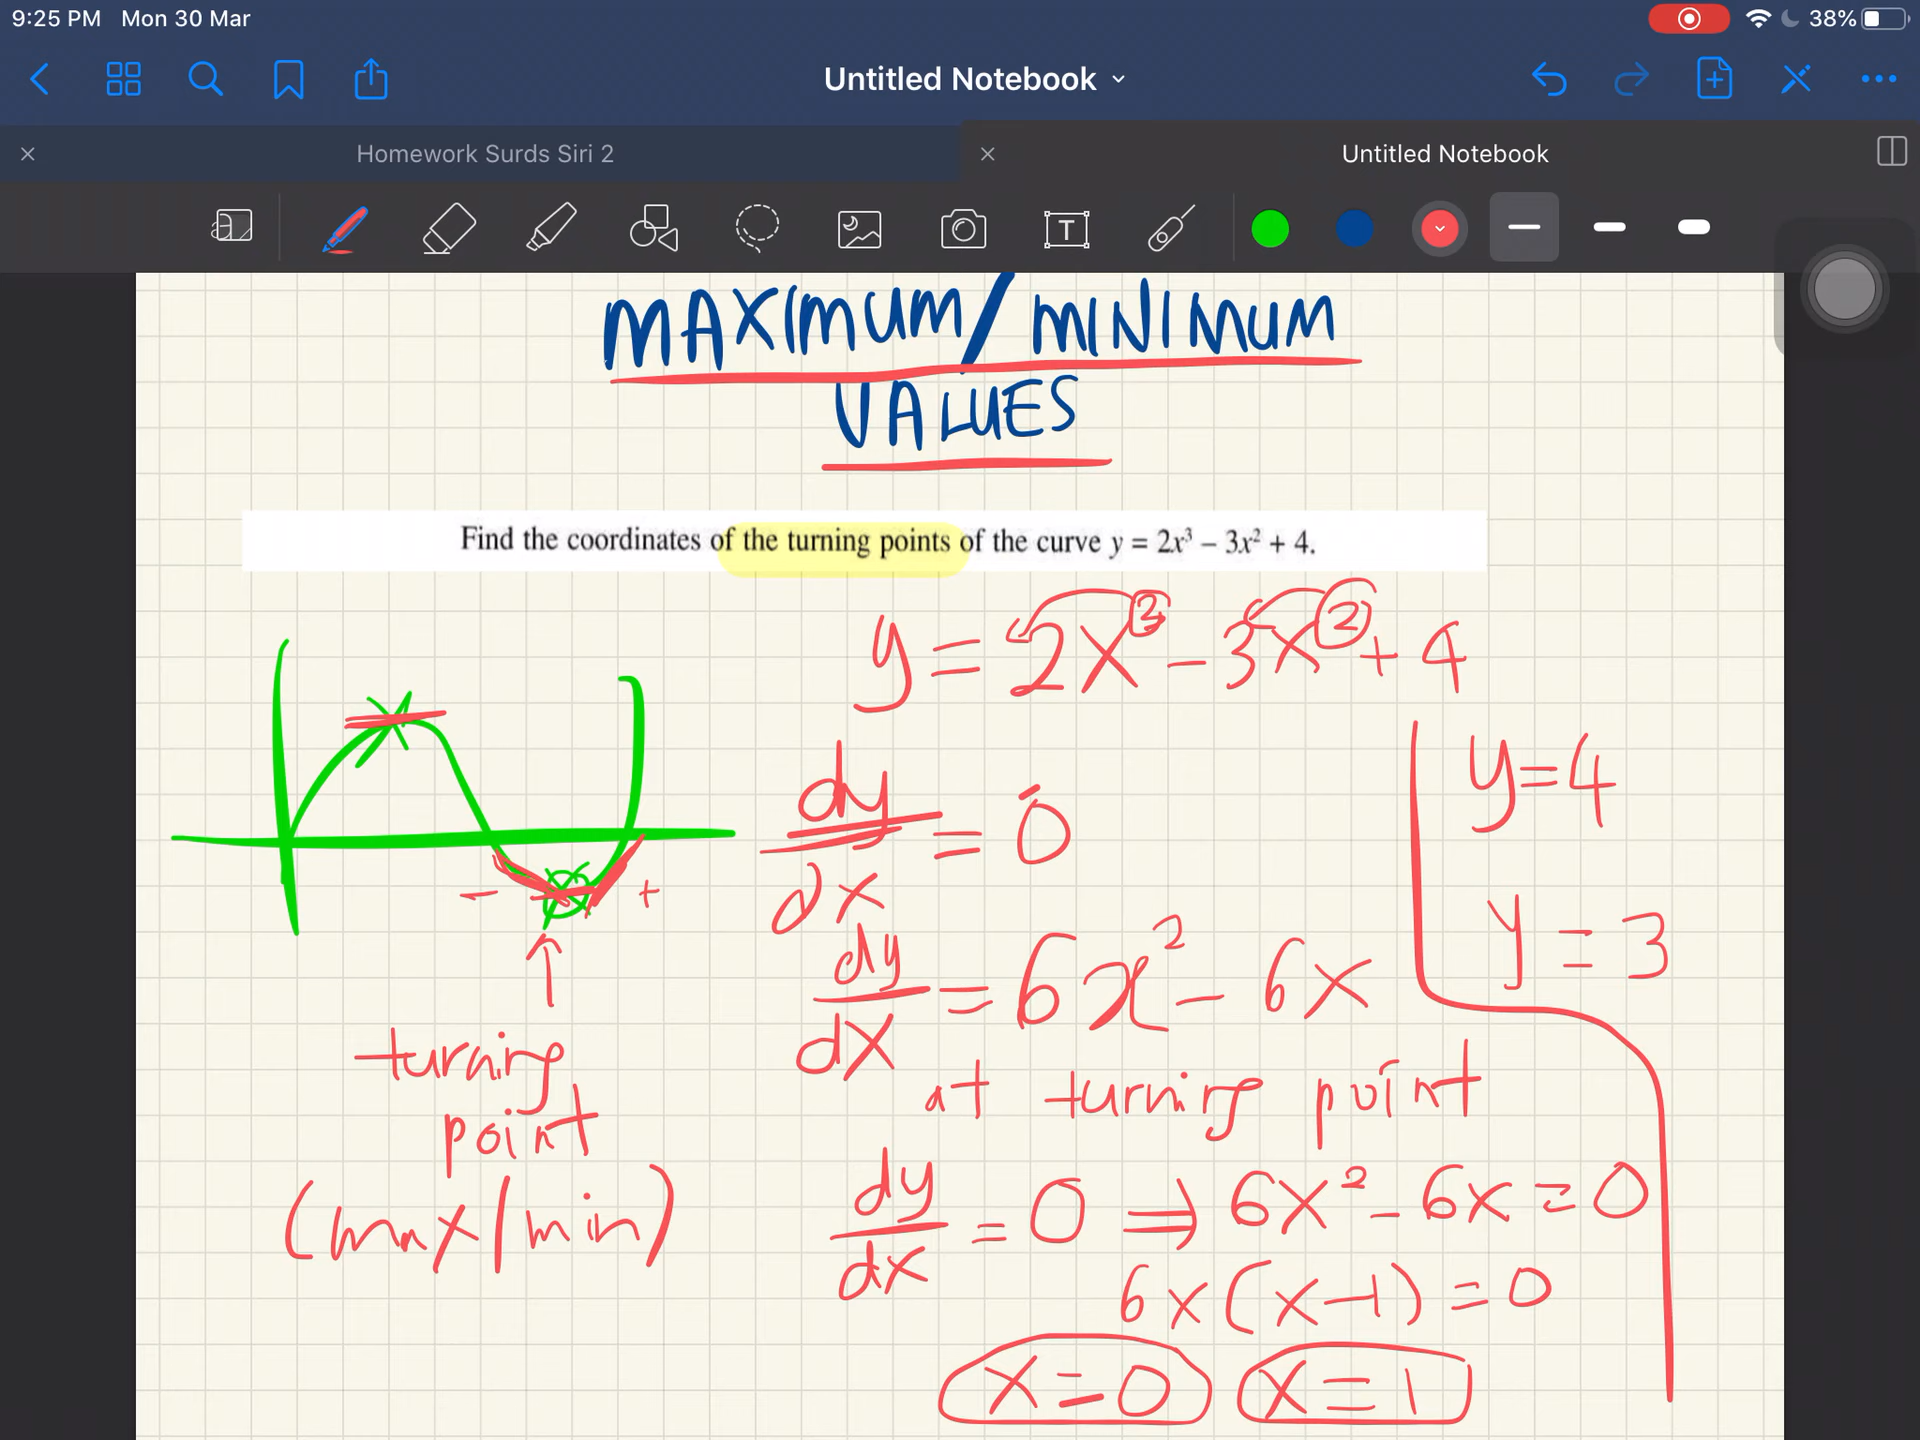 9:25 PM Mon 30 Mar
38%
Untitled Notebook
Homework Surds Siri 2
Untitled Notebook
T
MAXIMUM/MINIMUM
VALUES
Find the coordinates of the turning points of the curve y = 2x³ – 3x² + 4.
y = 2x³ – 3x² + 4
dy/dx = 0
dy/dx = 6x² – 6x
at turning point
dy/dx = 0 ⇒ 6x² – 6x = 0
6x(x–1) = 0
x = 0 x = 1
y = 4
y = 3
– +
↑
turning
point
(max/min)